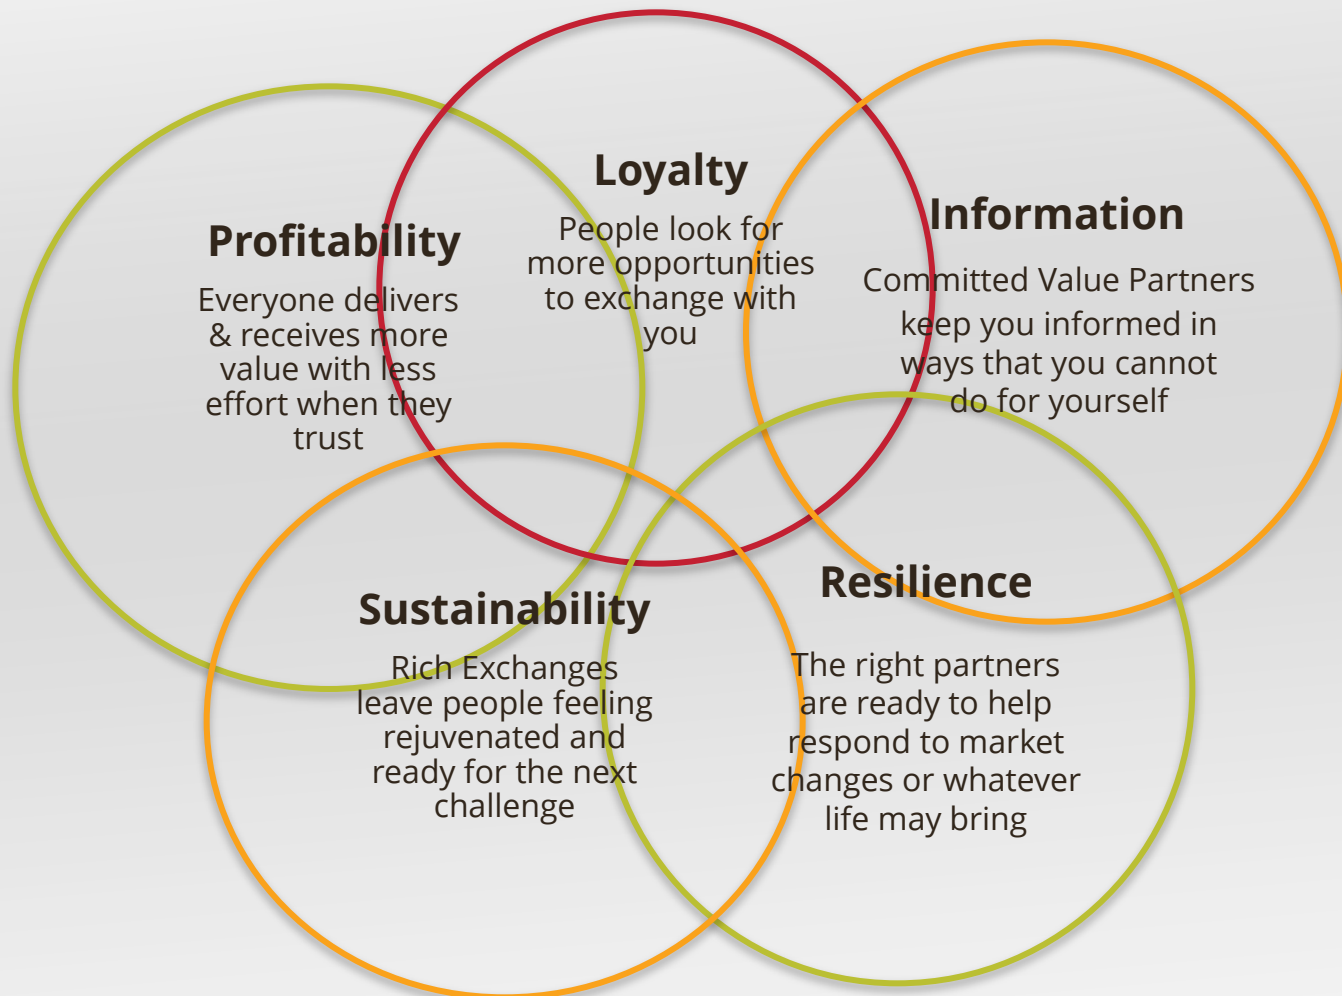 Loyalty
People look for
more opportunities
to exchange with
you
Profitability
Everyone delivers
& receives more
value with less
effort when they
trust
Information
Committed Value Partners
keep you informed in
ways that you cannot
do for yourself
Sustainability
Rich Exchanges
leave people feeling
rejuvenated and
ready for the next
challenge
Resilience
The right partners
are ready to help
respond to market
changes or whatever
life may bring